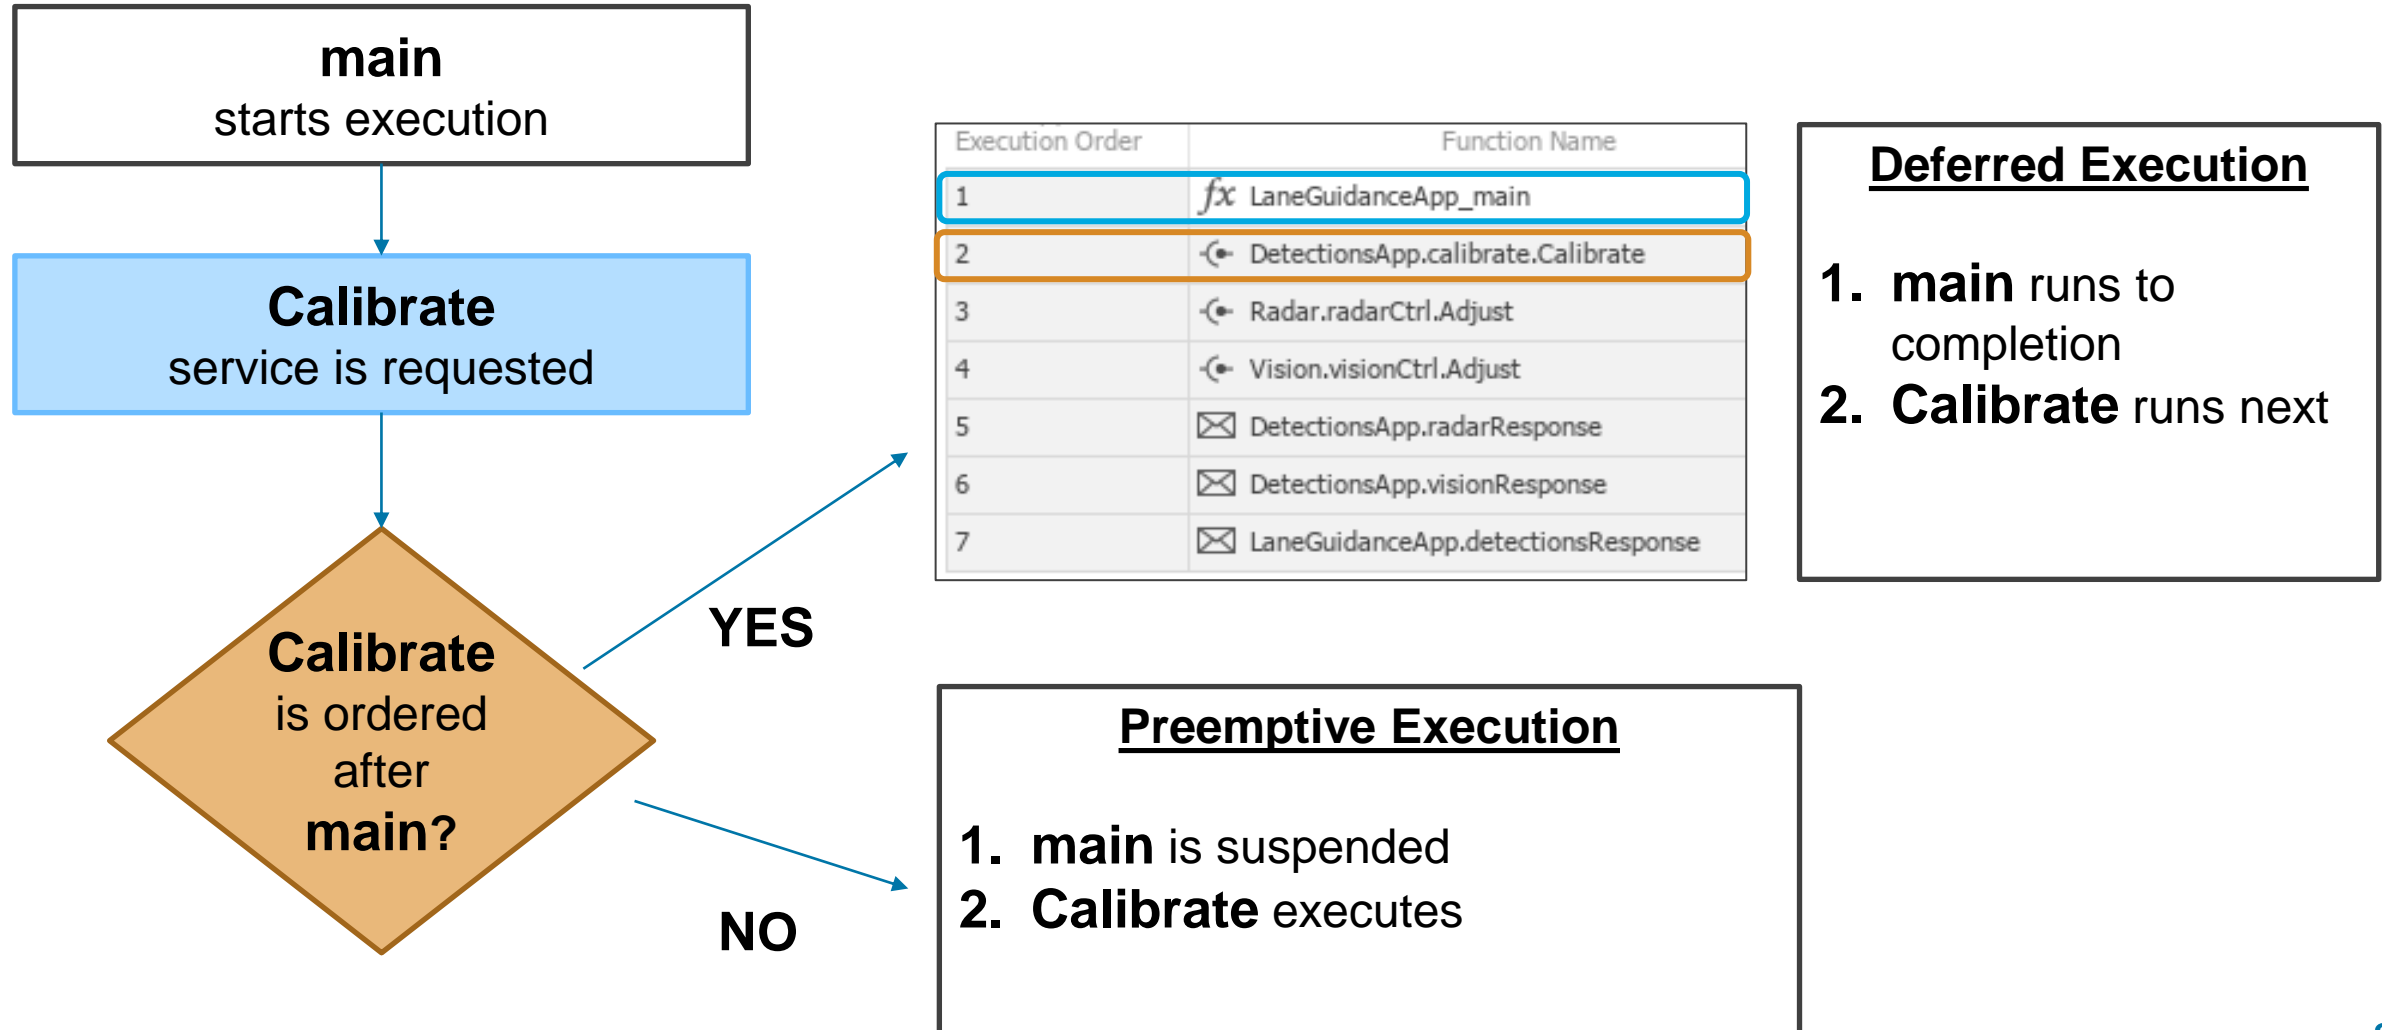 main
starts execution
Calibrate
service is requested
Calibrate
is ordered
after
main?
YES
NO
Execution Order Function Name
1 fx LaneGuidanceApp_main
2 DetectionsApp.calibrate.Calibrate
3 Radar.radarCtrl.Adjust
4 Vision.visionCtrl.Adjust
5 DetectionsApp.radarResponse
6 DetectionsApp.visionResponse
7 LaneGuidanceApp.detectionsResponse
Deferred Execution
1. main runs to
completion
2. Calibrate runs next
Preemptive Execution
1. main is suspended
2. Calibrate executes